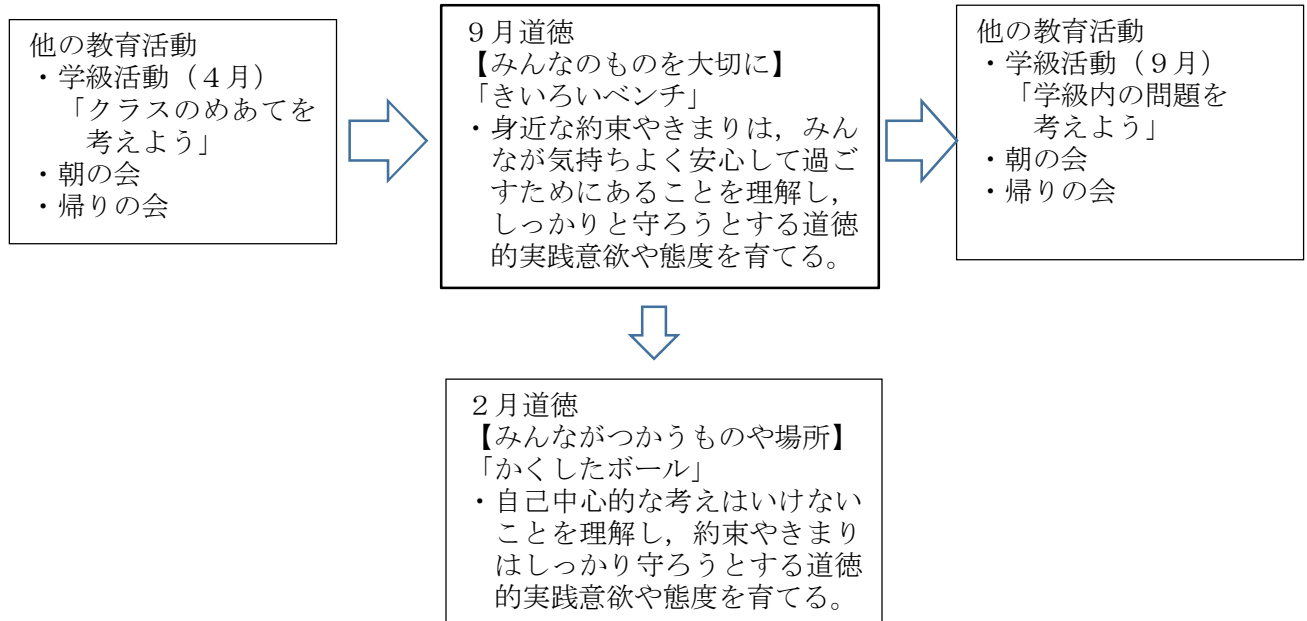 他の教育活動
・学級活動（４月）
「クラスのめあてを
考えよう」
・朝の会
・帰りの会
９月道徳
【みんなのものを大切に】
「きいろいベンチ」
・身近な約束やきまりは，みん
なが気持ちよく安心して過ご
すためにあることを理解し，
しっかりと守ろうとする道徳
的実践意欲や態度を育てる。
他の教育活動
・学級活動（９月）
「学級内の問題を
考えよう」
・朝の会
・帰りの会
２月道徳
【みんながつかうものや場所】
「かくしたボール」
・自己中心的な考えはいけない
ことを理解し，約束やきまり
はしっかり守ろうとする道徳
的実践意欲や態度を育てる。